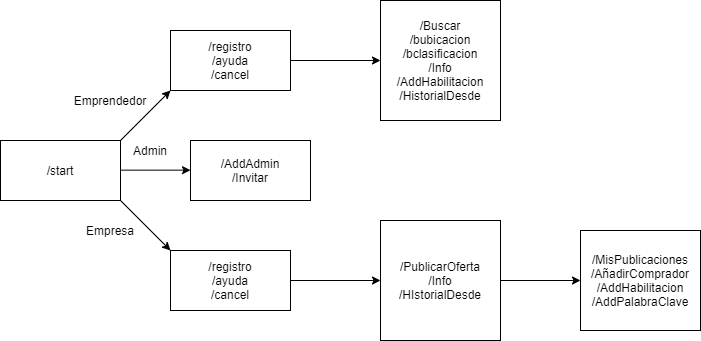 /start
Emprendedor
/registro
/ayuda
/cancel
/Buscar
/bubicacion
/bclasificacion
/Info
/AddHabilitacion
/HistorialDesde
Admin
/AddAdmin
/Invitar
Empresa
/registro
/ayuda
/cancel
/PublicarOferta
/Info
/HIstorialDesde
/MisPublicaciones
/AñadirComprador
/AddHabilitacion
/AddPalabraClave